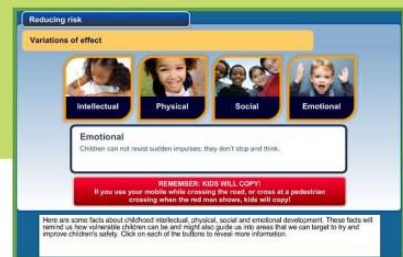 Reducing risk
Variations of effect
Intellectual
Physical
Social
Emotional
Emotional
Children can not resist sudden impulses; they don't stop and think.
REMEMBER: KIDS WILL COPY!
If you use your mobile while crossing the road, or cross at a pedestrian
crossing when the red man shows, kids will copy!
Here are some facts about childhood intellectual, physical, social and emotional development. These facts will
remind us how vulnerable children can be and might also guide us into areas that we can target to try and
improve children's safety. Click on each of the buttons to reveal more information.